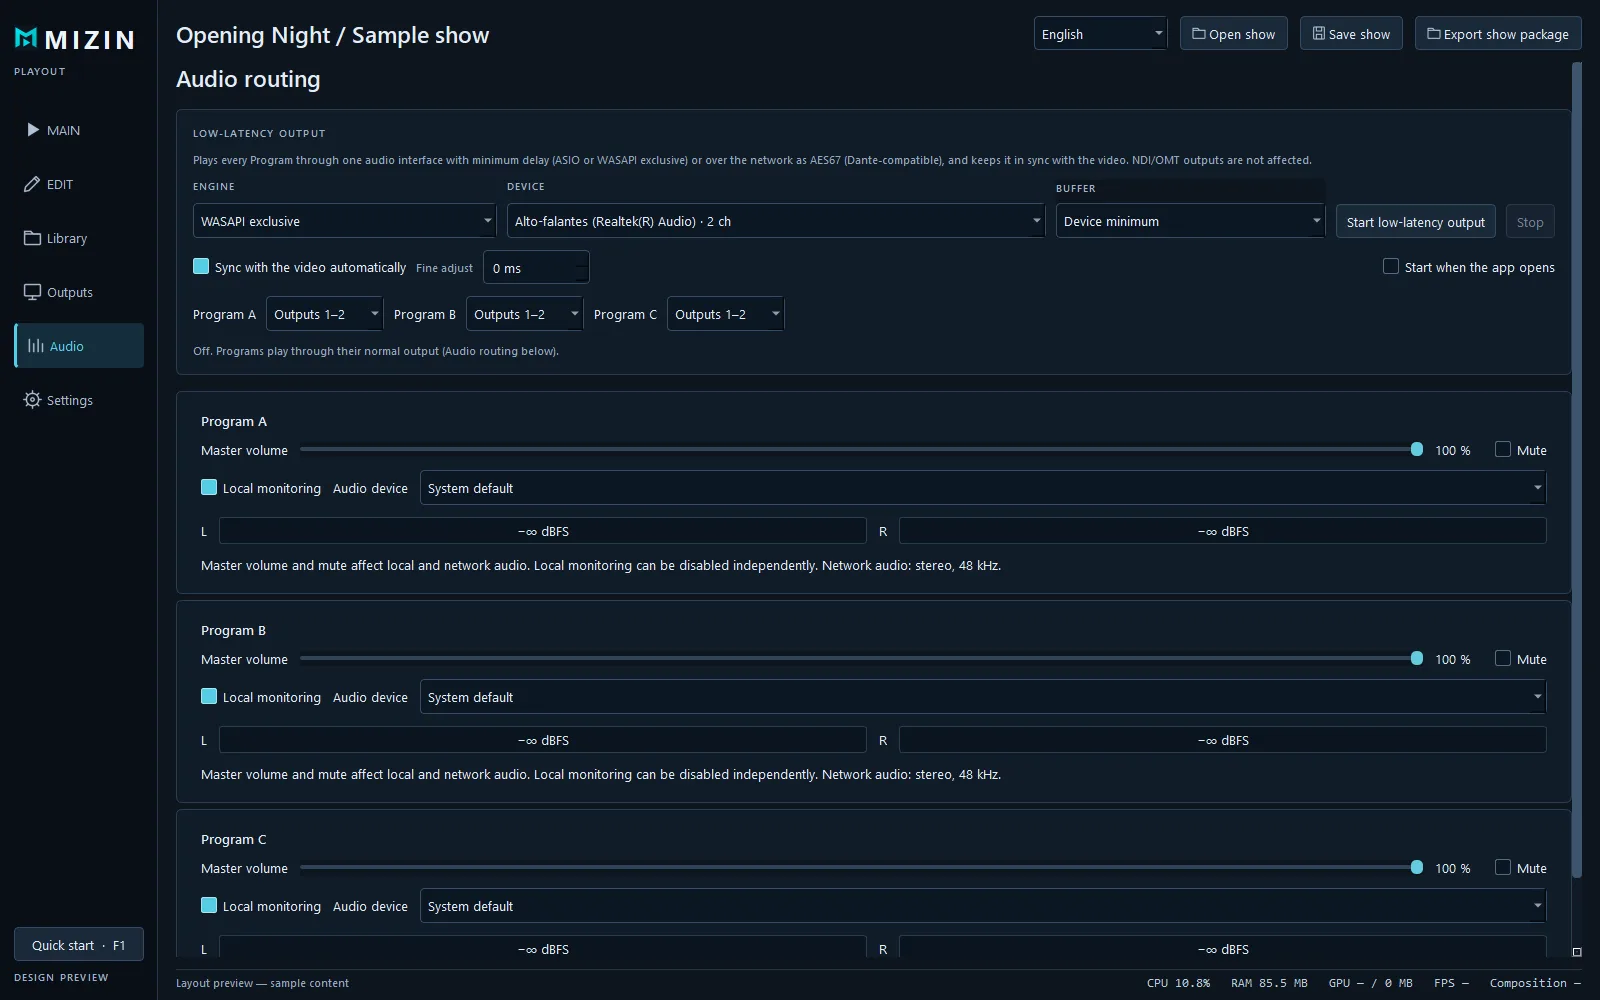 MIZIN
PLAYOUT
MAIN
EDIT
Library
Outputs
Audio
Settings
Quick start · F1
DESIGN PREVIEW
Opening Night / Sample show
English
Open show
Save show
Export show package
Audio routing
LOW-LATENCY OUTPUT
Plays every Program through one audio interface with minimum delay (ASIO or WASAPI exclusive) or over the network as AES67 (Dante-compatible), and keeps it in sync with the video. NDI/OMT outputs are not affected.
ENGINE DEVICE BUFFER
WASAPI exclusive Alto-falantes (Realtek(R) Audio) · 2 ch Device minimum Start low-latency output Stop
Sync with the video automatically Fine adjust 0 ms Start when the app opens
Program A Outputs 1–2 Program B Outputs 1–2 Program C Outputs 1–2
Off. Programs play through their normal output (Audio routing below).
Program A
Master volume 100 % Mute
Local monitoring Audio device System default
L −∞ dBFS R −∞ dBFS
Master volume and mute affect local and network audio. Local monitoring can be disabled independently. Network audio: stereo, 48 kHz.
Program B
Master volume 100 % Mute
Local monitoring Audio device System default
L −∞ dBFS R −∞ dBFS
Master volume and mute affect local and network audio. Local monitoring can be disabled independently. Network audio: stereo, 48 kHz.
Program C
Master volume 100 % Mute
Local monitoring Audio device System default
L −∞ dBFS R −∞ dBFS
Layout preview — sample content
CPU 10.8% RAM 85.5 MB GPU — / 0 MB FPS — Composition —